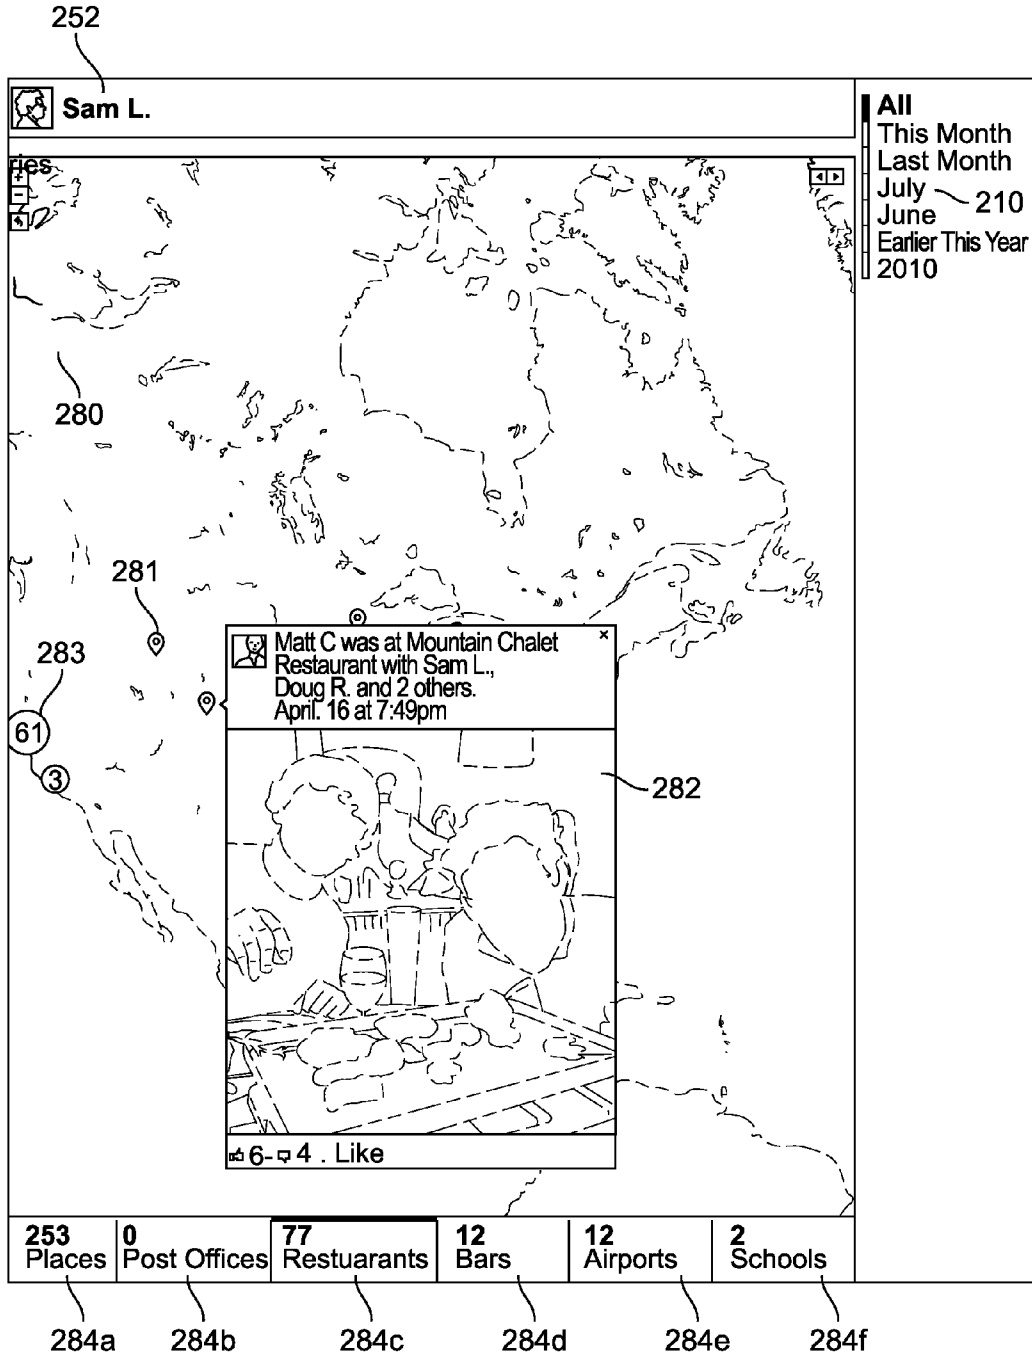 252
Sam L.
All
This Month
Last Month
July
210
June
Earlier This Year
2010
ries
+
−
280
281
283
61
3
Matt C was at Mountain Chalet
Restaurant with Sam L.,
Doug R. and 2 others.
April. 16 at 7:49pm
×
282
6- 4 . Like
253
Places
0
Post Offices
77
Restuarants
12
Bars
12
Airports
2
Schools
284a
284b
284c
284d
284e
284f